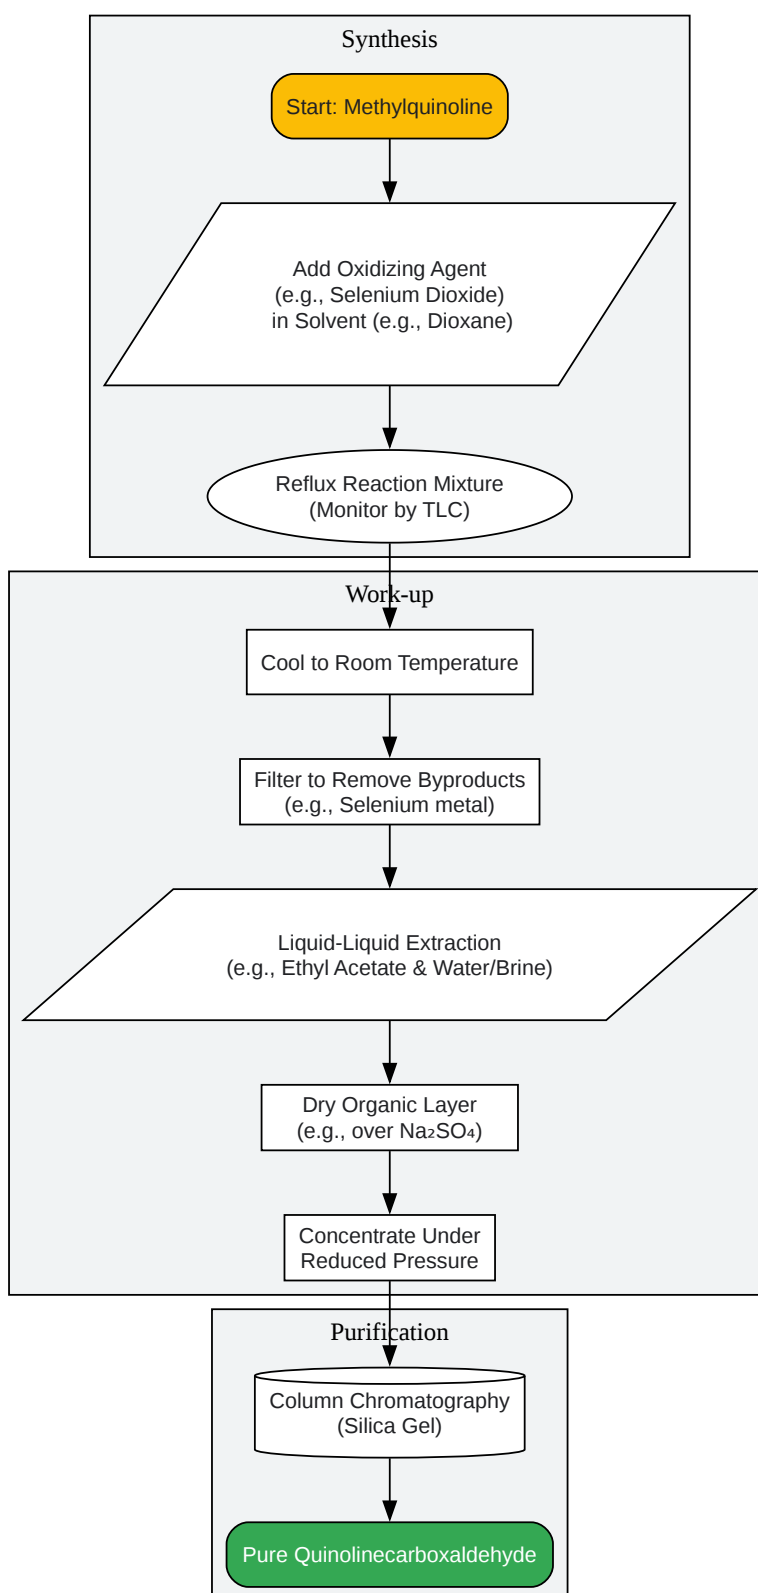 Synthesis
Start: Methylquinoline
Add Oxidizing Agent
(e.g., Selenium Dioxide)
in Solvent (e.g., Dioxane)
Reflux Reaction Mixture
(Monitor by TLC)
Work-up
Cool to Room Temperature
Filter to Remove Byproducts
(e.g., Selenium metal)
Liquid-Liquid Extraction
(e.g., Ethyl Acetate & Water/Brine)
Dry Organic Layer
(e.g., over Na₂SO₄)
Concentrate Under
Reduced Pressure
Purification
Column Chromatography
(Silica Gel)
Pure Quinolinecarboxaldehyde